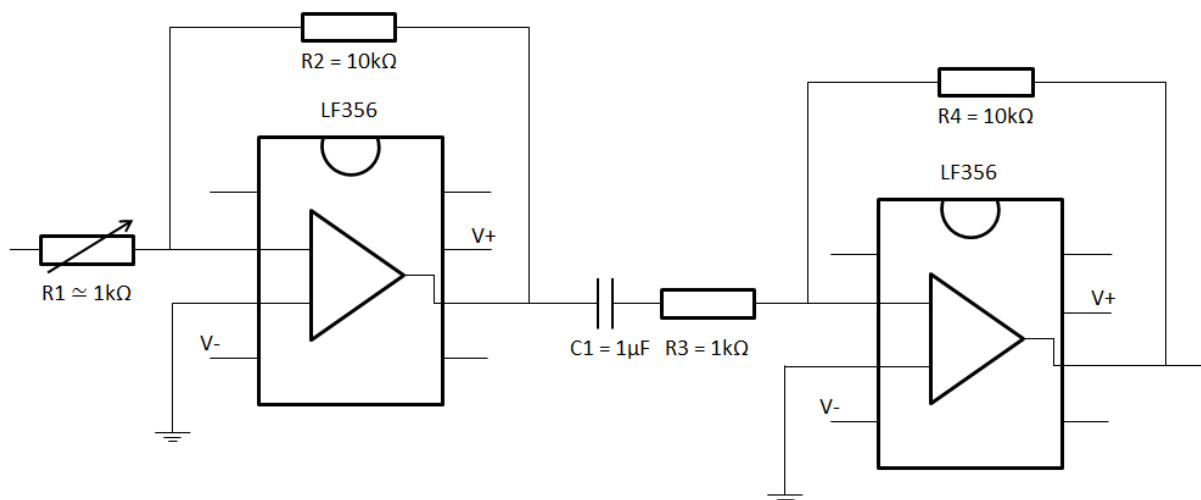 R2 = 10kΩ
LF356
R1 ≃ 1kΩ
V+
V-
C1 = 1µF
R3 = 1kΩ
R4 = 10kΩ
LF356
V+
V-